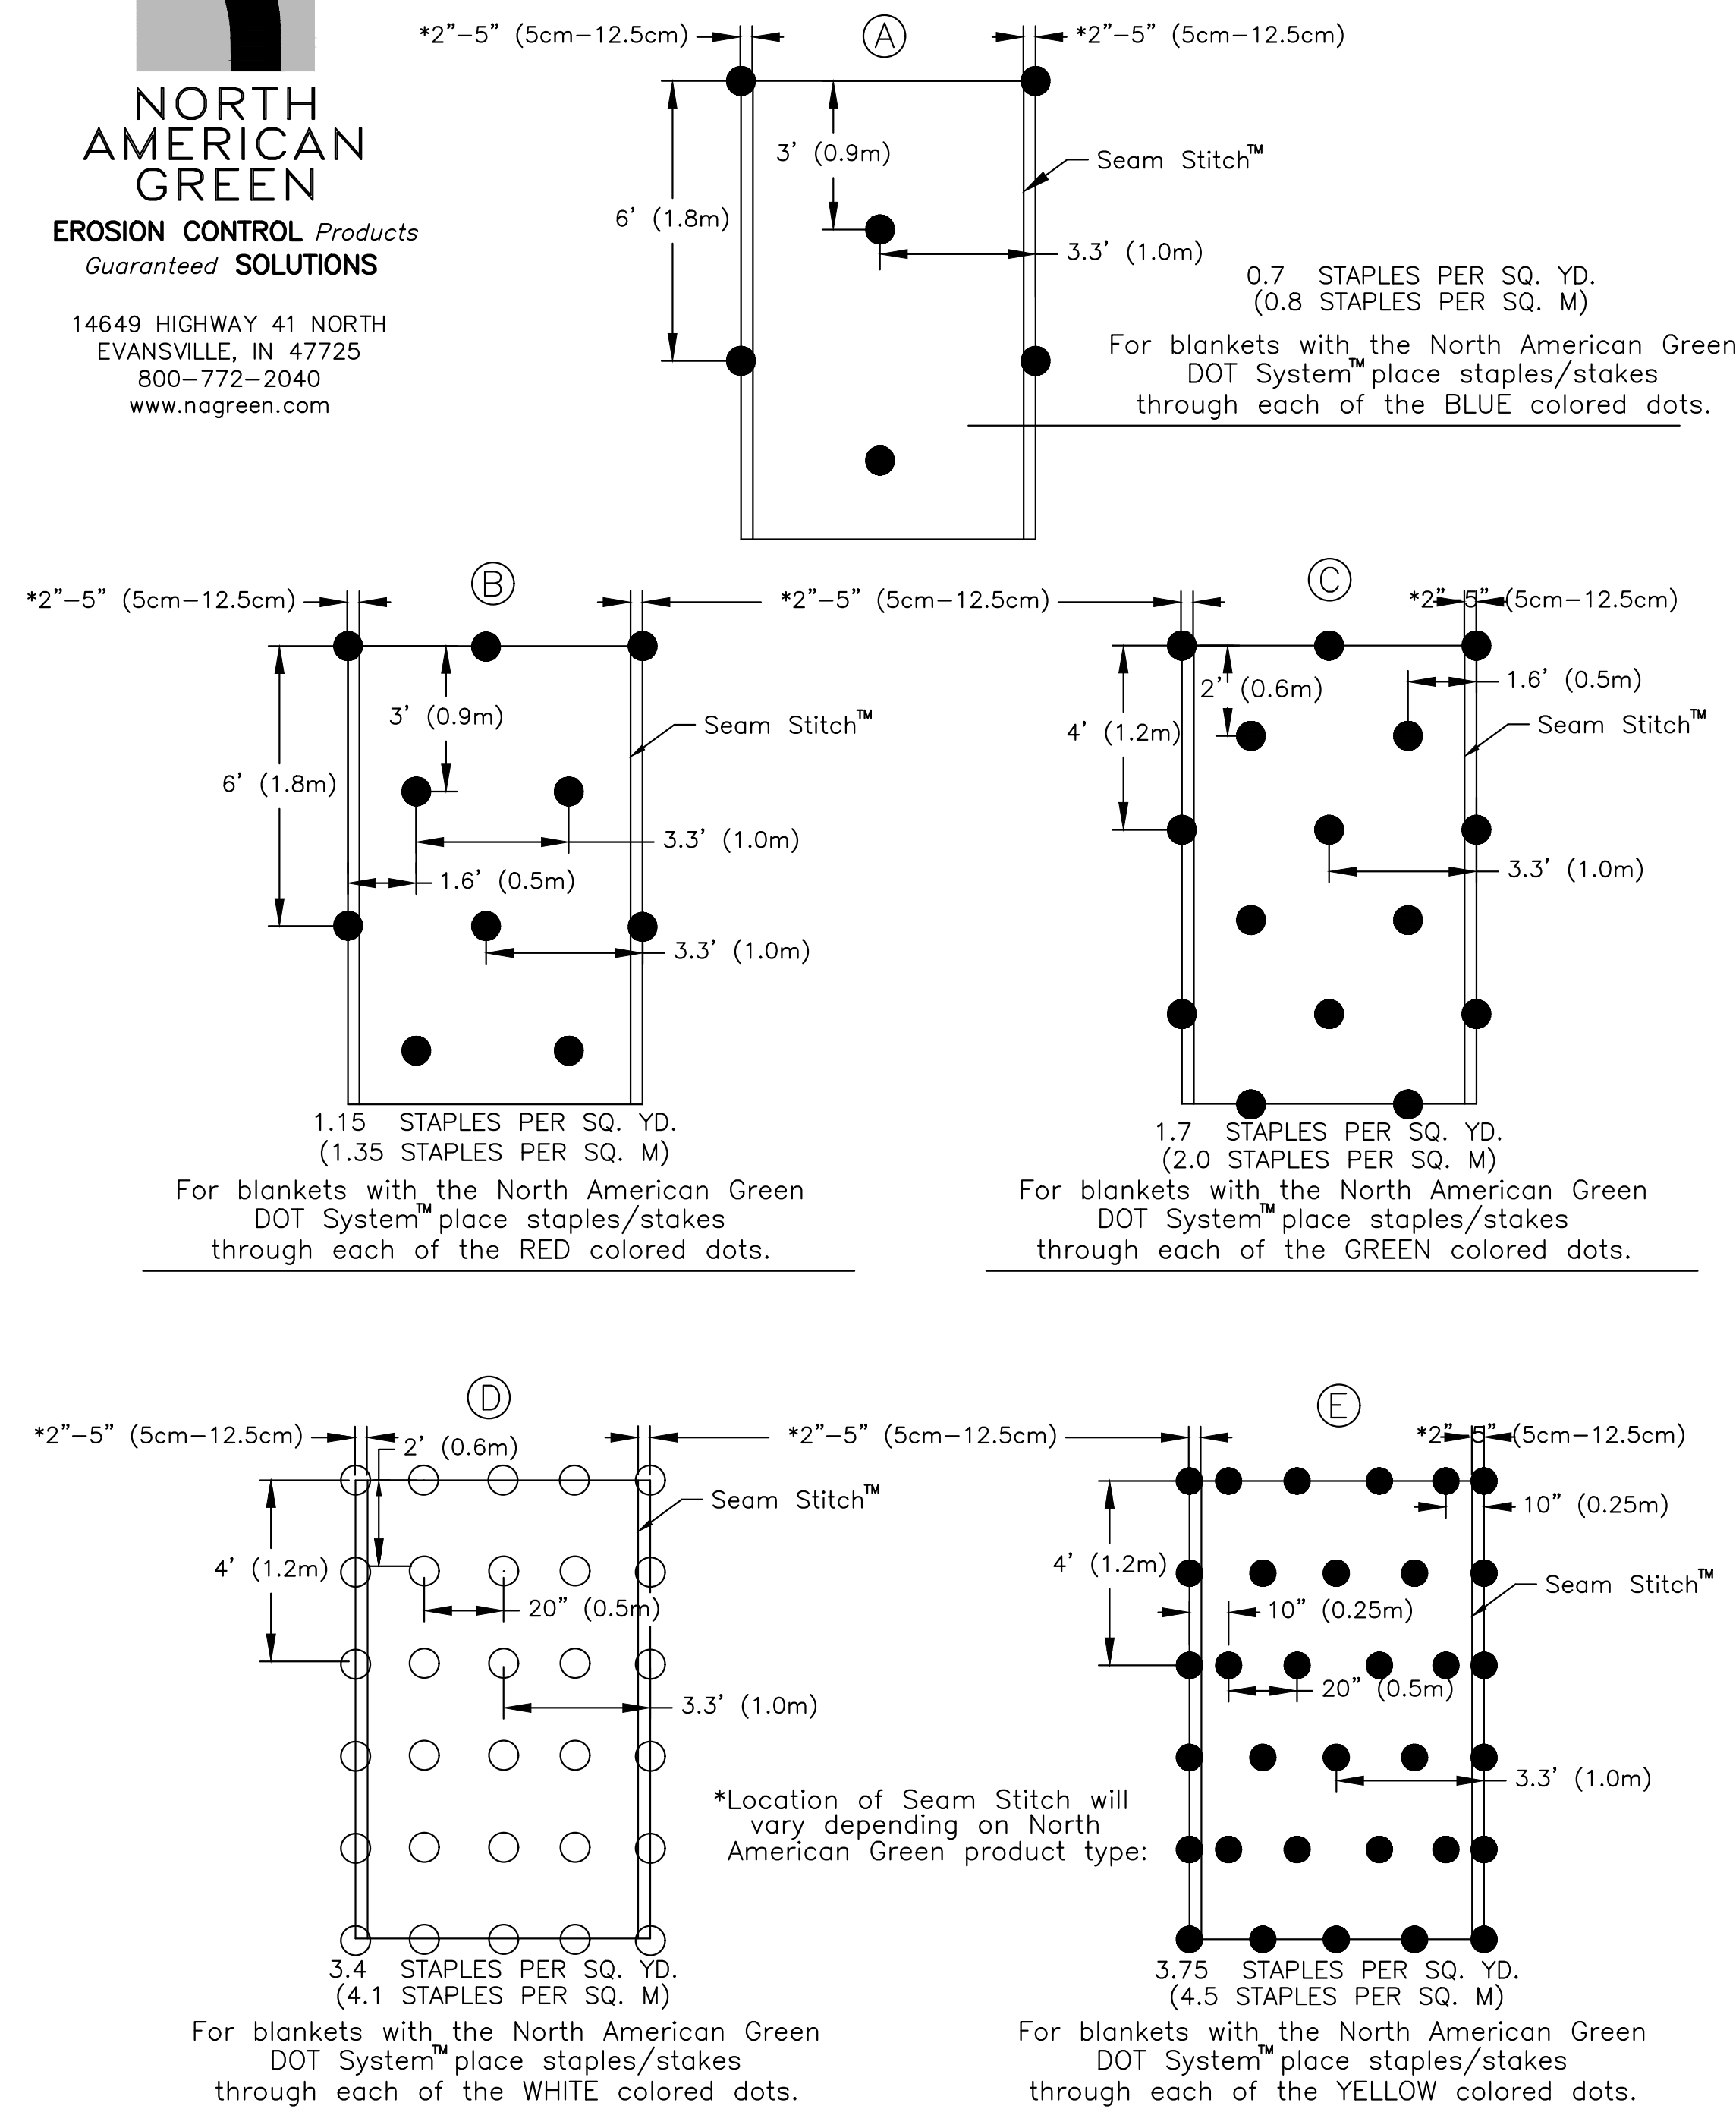 NORTH
AMERICAN
GREEN
EROSION CONTROL Products
Guaranteed SOLUTIONS
14649 HIGHWAY 41 NORTH
EVANSVILLE, IN 47725
800-772-2040
www.nagreen.com
*2"-5" (5cm-12.5cm)
A
*2"-5" (5cm-12.5cm)
3' (0.9m)
Seam Stitch™
6' (1.8m)
3.3' (1.0m)
0.7 STAPLES PER SQ. YD.
(0.8 STAPLES PER SQ. M)
For blankets with the North American Green
DOT System™ place staples/stakes
through each of the BLUE colored dots.
*2"-5" (5cm-12.5cm)
B
*2"-5" (5cm-12.5cm)
3' (0.9m)
Seam Stitch™
6' (1.8m)
3.3' (1.0m)
1.6' (0.5m)
3.3' (1.0m)
1.15 STAPLES PER SQ. YD.
(1.35 STAPLES PER SQ. M)
For blankets with the North American Green
DOT System™ place staples/stakes
through each of the RED colored dots.
C
*2"-5" (5cm-12.5cm)
2' (0.6m)
1.6' (0.5m)
4' (1.2m)
Seam Stitch™
3.3' (1.0m)
1.7 STAPLES PER SQ. YD.
(2.0 STAPLES PER SQ. M)
For blankets with the North American Green
DOT System™ place staples/stakes
through each of the GREEN colored dots.
D
*2"-5" (5cm-12.5cm)
2' (0.6m)
*2"-5" (5cm-12.5cm)
Seam Stitch™
4' (1.2m)
20" (0.5m)
3.3' (1.0m)
3.4 STAPLES PER SQ. YD.
(4.1 STAPLES PER SQ. M)
For blankets with the North American Green
DOT System™ place staples/stakes
through each of the WHITE colored dots.
*Location of Seam Stitch will
vary depending on North
American Green product type:
E
*2"-5" (5cm-12.5cm)
10" (0.25m)
4' (1.2m)
Seam Stitch™
10" (0.25m)
20" (0.5m)
3.3' (1.0m)
3.75 STAPLES PER SQ. YD.
(4.5 STAPLES PER SQ. M)
For blankets with the North American Green
DOT System™ place staples/stakes
through each of the YELLOW colored dots.